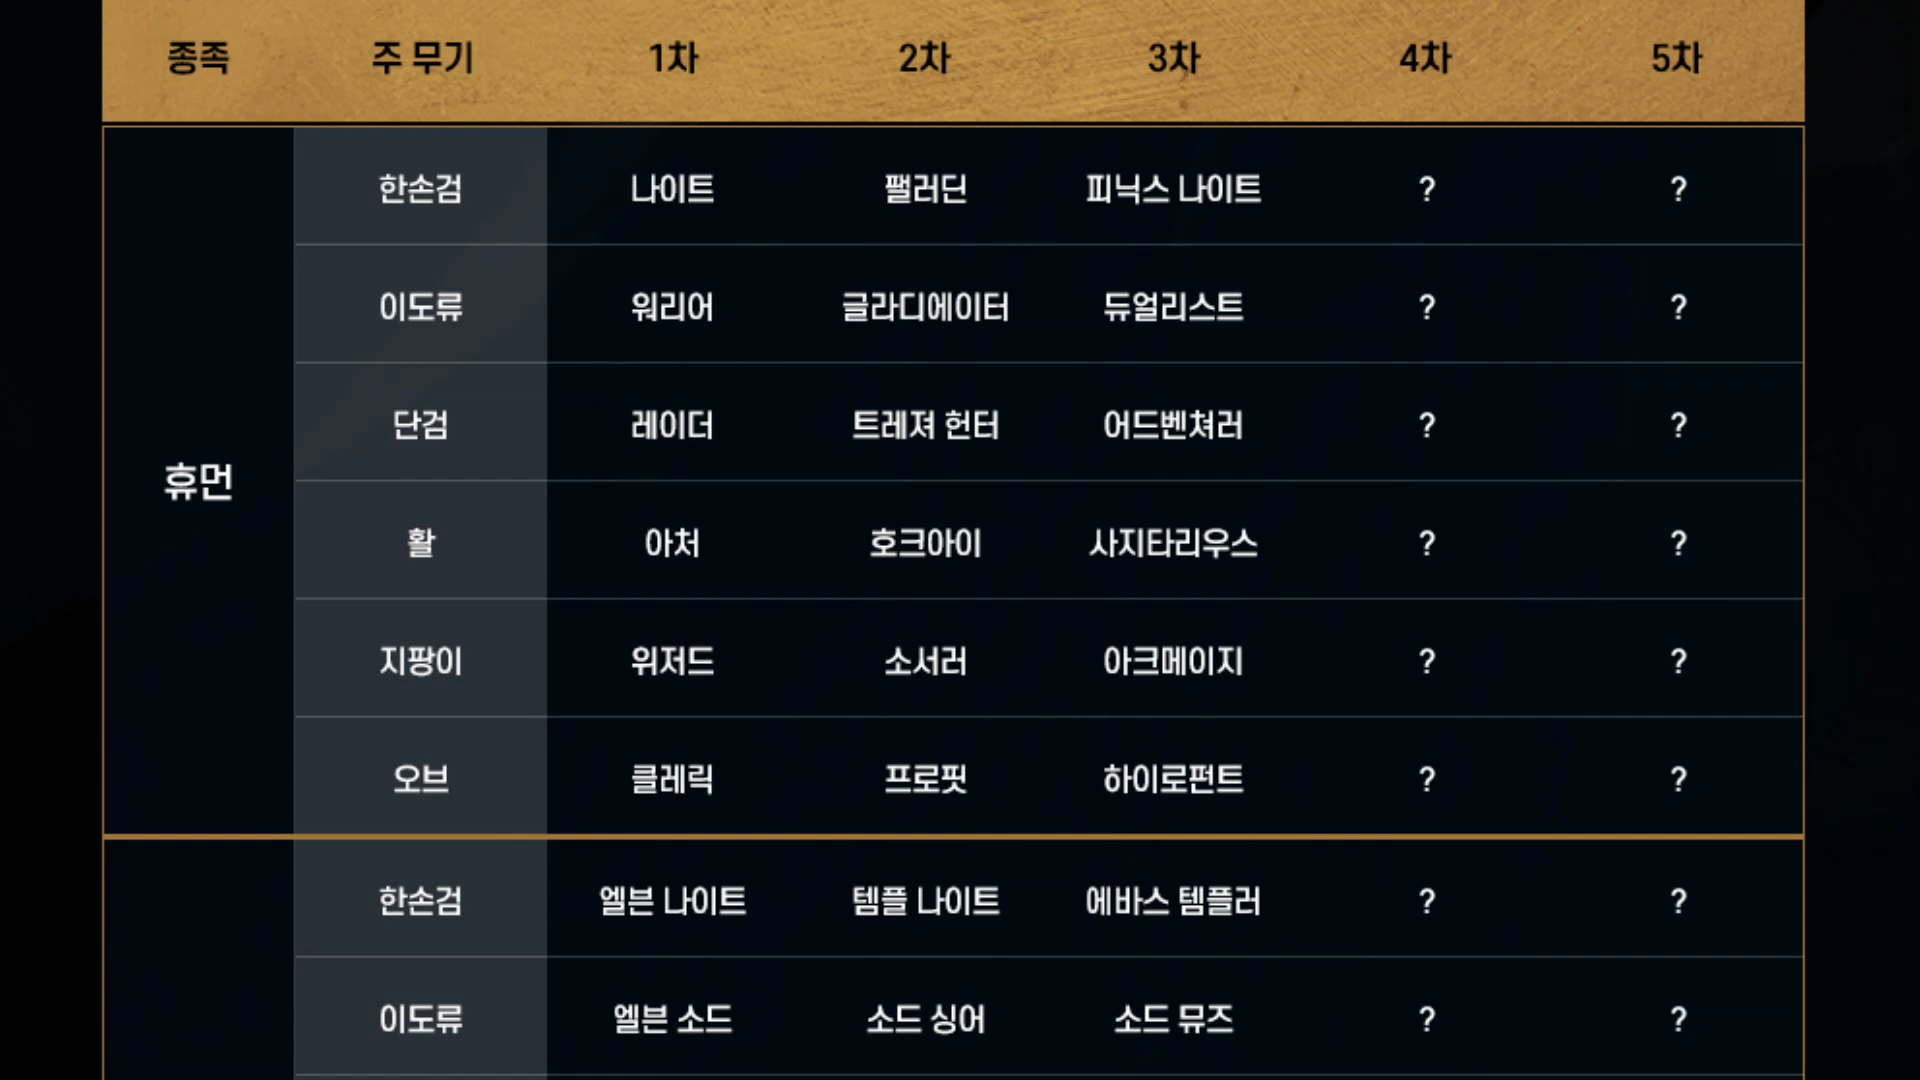 종족 주 무기 1차 2차 3차 4차 5차
한손검 나이트 팰러딘 피닉스 나이트 ? ?
이도류 워리어 글라디에이터 듀얼리스트 ? ?
단검 레이더 트레져 헌터 어드벤쳐러 ? ?
휴먼
활 아처 호크아이 사지타리우스 ? ?
지팡이 위저드 소서러 아크메이지 ? ?
오브 클레릭 프로핏 하이로펀트 ? ?
한손검 엘븐 나이트 템플 나이트 에바스 템플러 ? ?
이도류 엘븐 소드 소드 싱어 소드 뮤즈 ? ?